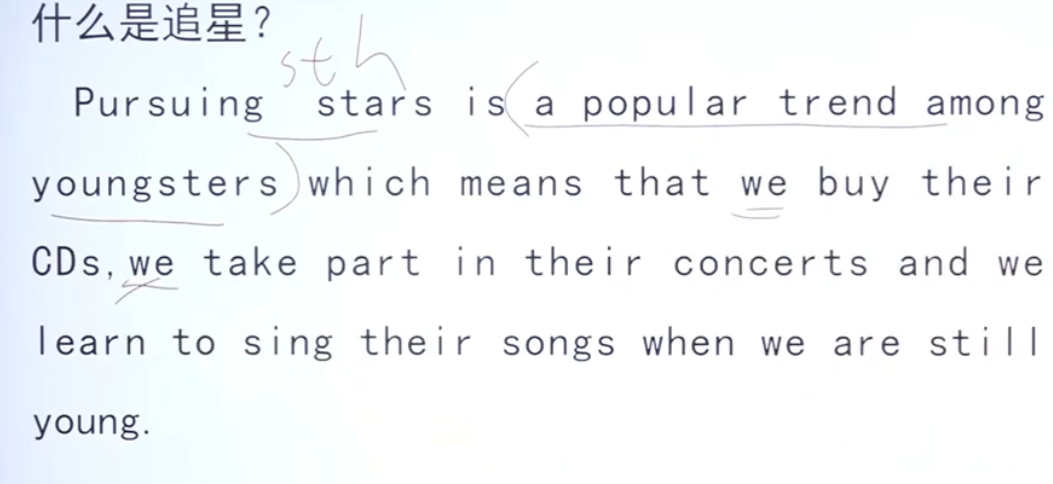 什么是追星?
sth
Pursuing stars is a popular trend among
youngsters which means that we buy their
CDs, we take part in their concerts and we
learn to sing their songs when we are still
young.